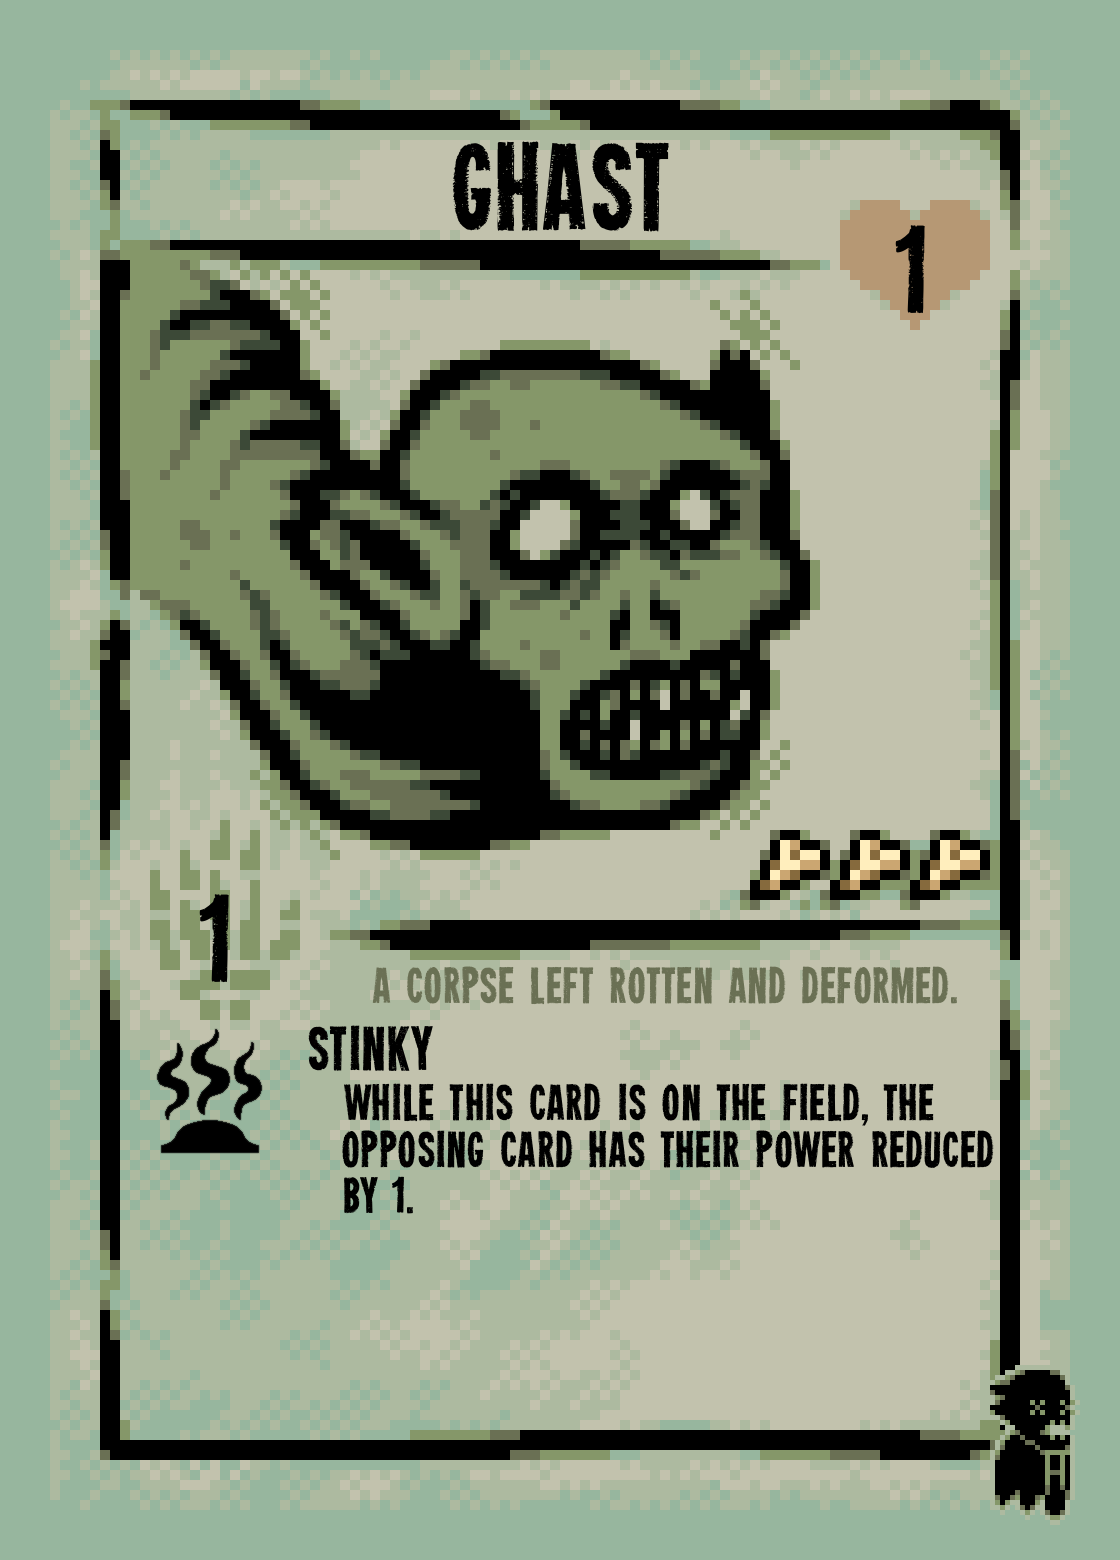 GHAST
1
1
A CORPSE LEFT ROTTEN AND DEFORMED.
STINKY
WHILE THIS CARD IS ON THE FIELD, THE
OPPOSING CARD HAS THEIR POWER REDUCED
BY 1.